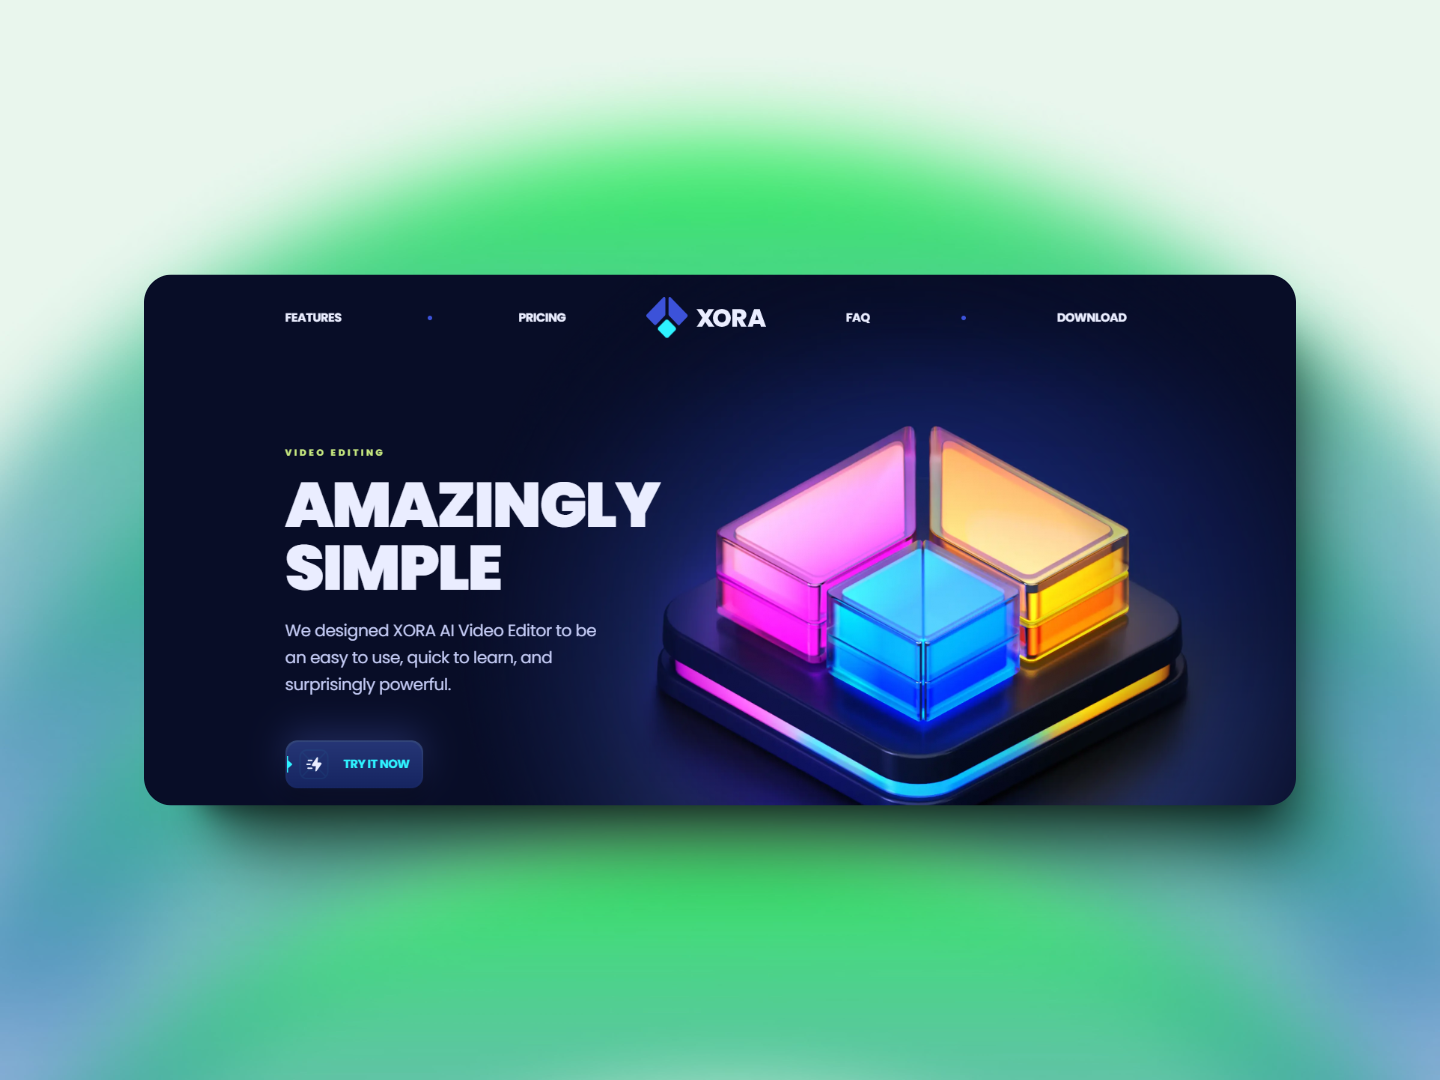 FEATURES
PRICING
XORA
FAQ
DOWNLOAD
VIDEO EDITING
AMAZINGLY
SIMPLE
We designed XORA AI Video Editor to be
an easy to use, quick to learn, and
surprisingly powerful.
TRY IT NOW